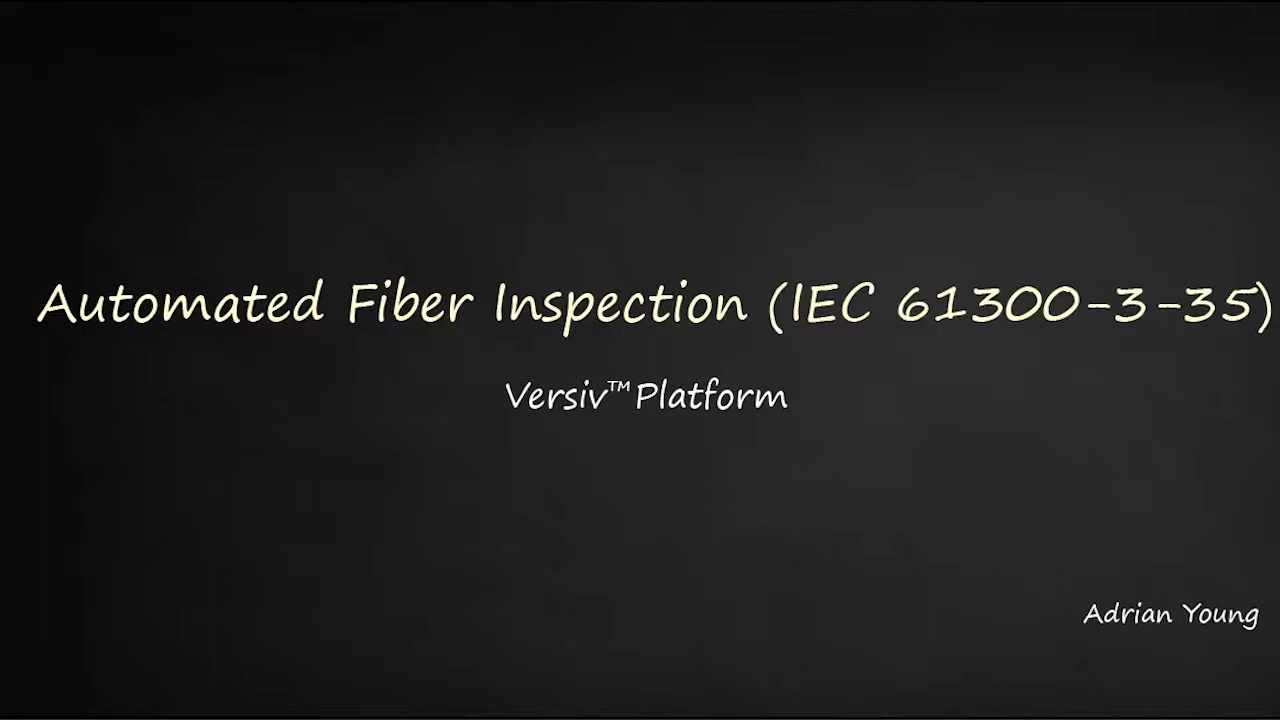 Automated Fiber Inspection (IEC 61300-3-35)
Versiv™ Platform
Adrian Young